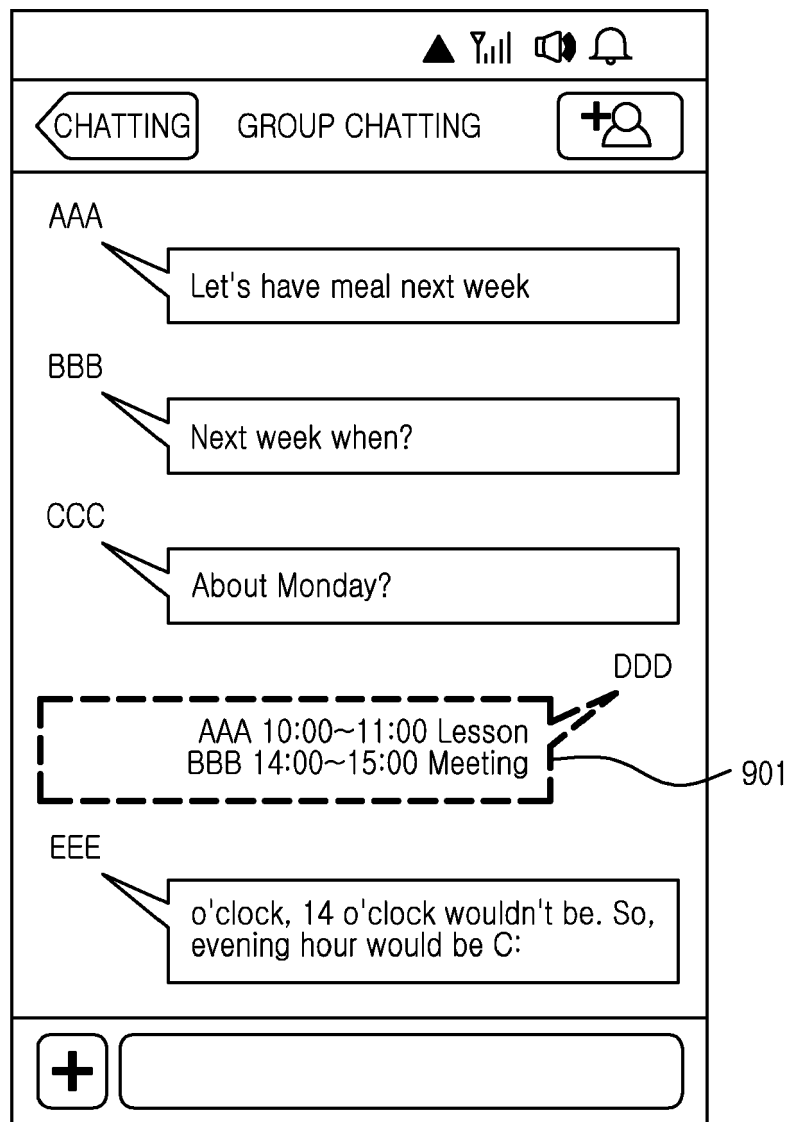 CHATTING GROUP CHATTING
AAA
Let's have meal next week
BBB
Next week when?
CCC
About Monday?
DDD
AAA 10:00~11:00 Lesson
BBB 14:00~15:00 Meeting
901
EEE
o'clock, 14 o'clock wouldn't be. So,
evening hour would be C: